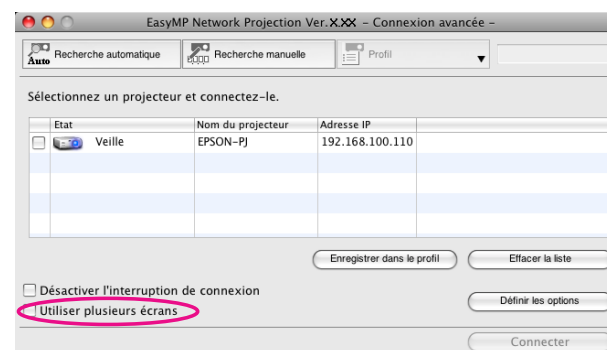 EasyMP Network Projection Ver.X.XX – Connexion avancée –
Auto Recherche automatique Recherche manuelle Profil
Sélectionnez un projecteur et connectez-le.
Etat Nom du projecteur Adresse IP
Veille EPSON-PJ 192.168.100.110
Enregistrer dans le profil Effacer la liste
Désactiver l'interruption de connexion
Définir les options
Utiliser plusieurs écrans
Connecter